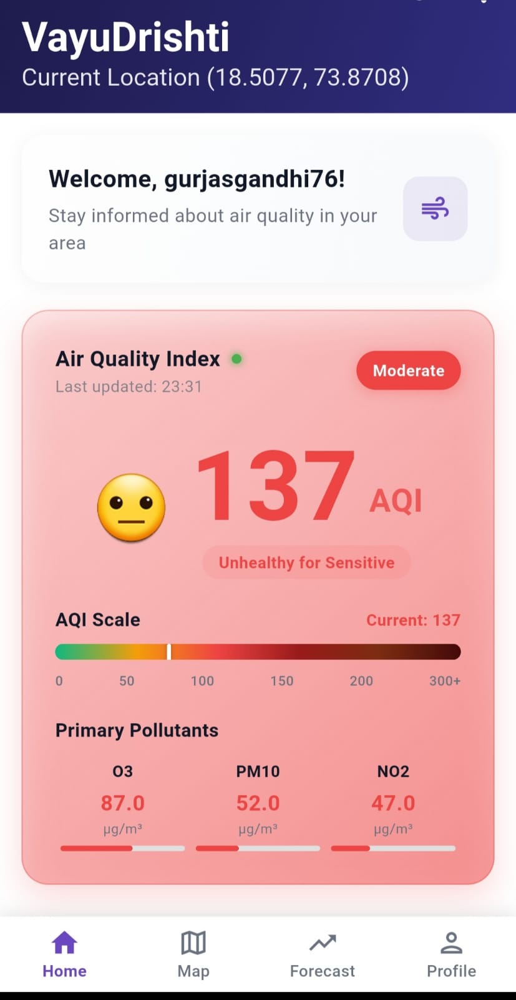 VayuDrishti
Current Location (18.5077, 73.8708)
Welcome, gurjasgandhi76!
Stay informed about air quality in your
area
Air Quality Index
Last updated: 23:31
Moderate
137 AQI
Unhealthy for Sensitive
AQI Scale
Current: 137
0 50 100 150 200 300+
Primary Pollutants
O3 PM10 NO2
87.0 52.0 47.0
µg/m³ µg/m³ µg/m³
Home Map Forecast Profile